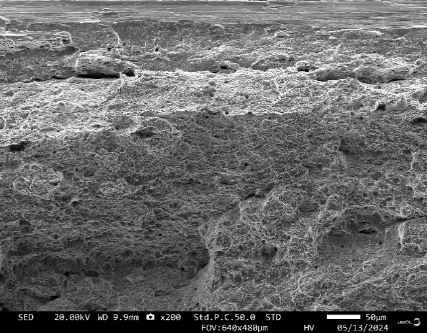 SED 20.00kV WD 9.9mm x200 Std.P.C.50.0 STD 50µm
FOV:640x480µm HV 05/13/2024